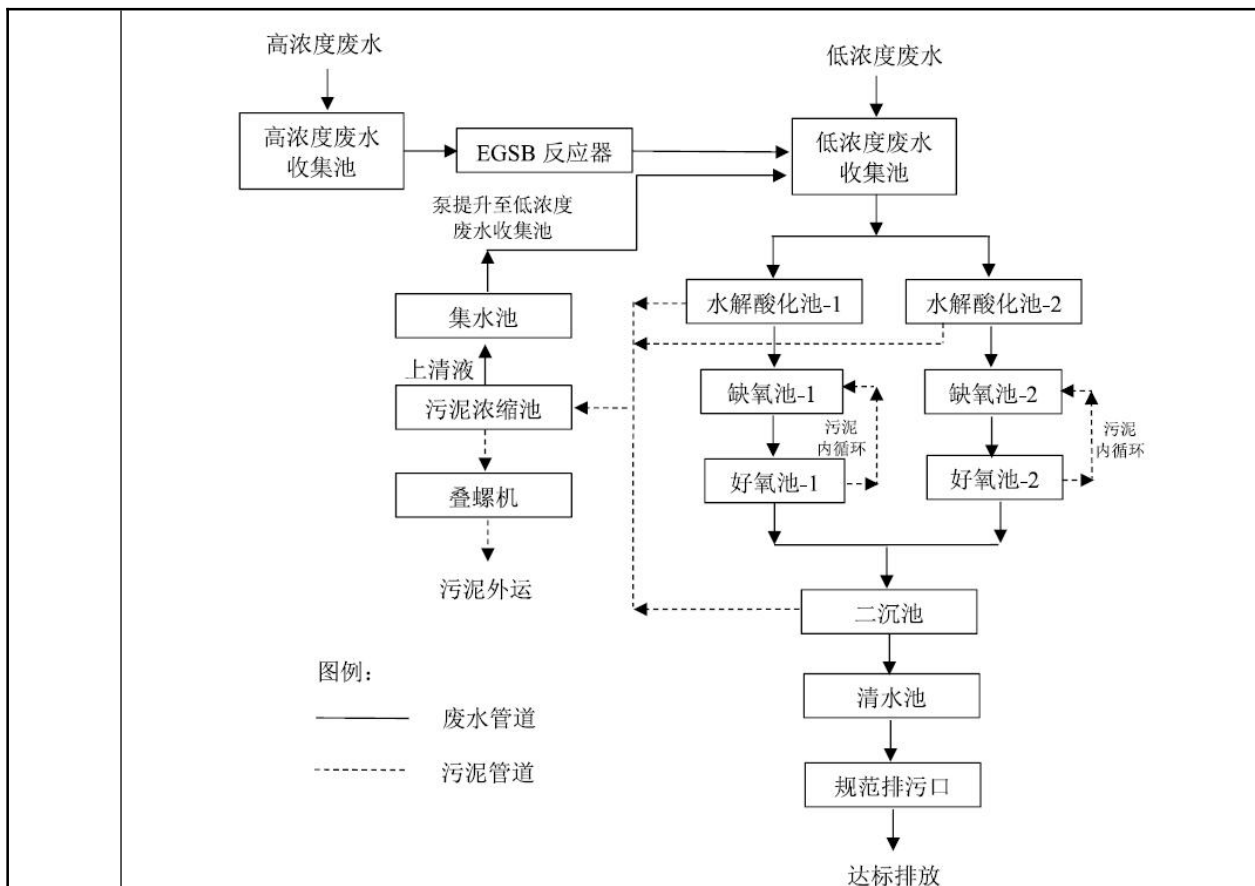 高浓度废水
低浓度废水
高浓度废水
收集池
EGSB 反应器
低浓度废水
收集池
泵提升至低浓度
废水收集池
集水池
水解酸化池-1
水解酸化池-2
上清液
污泥浓缩池
缺氧池-1
缺氧池-2
污泥
内循环
污泥
内循环
叠螺机
好氧池-1
好氧池-2
污泥外运
二沉池
图例：
清水池
废水管道
污泥管道
规范排污口
达标排放